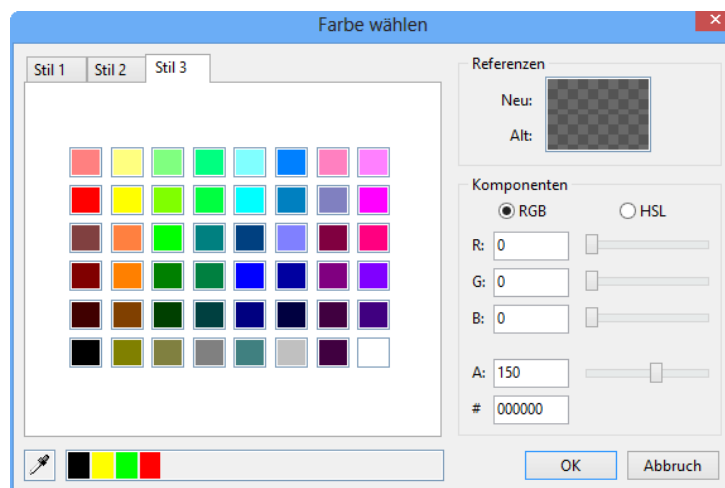 Farbe wählen
Stil 1 Stil 2 Stil 3
Referenzen
Neu:
Alt:
Komponenten
RGB HSL
R: 0
G: 0
B: 0
A: 150
# 000000
OK Abbruch